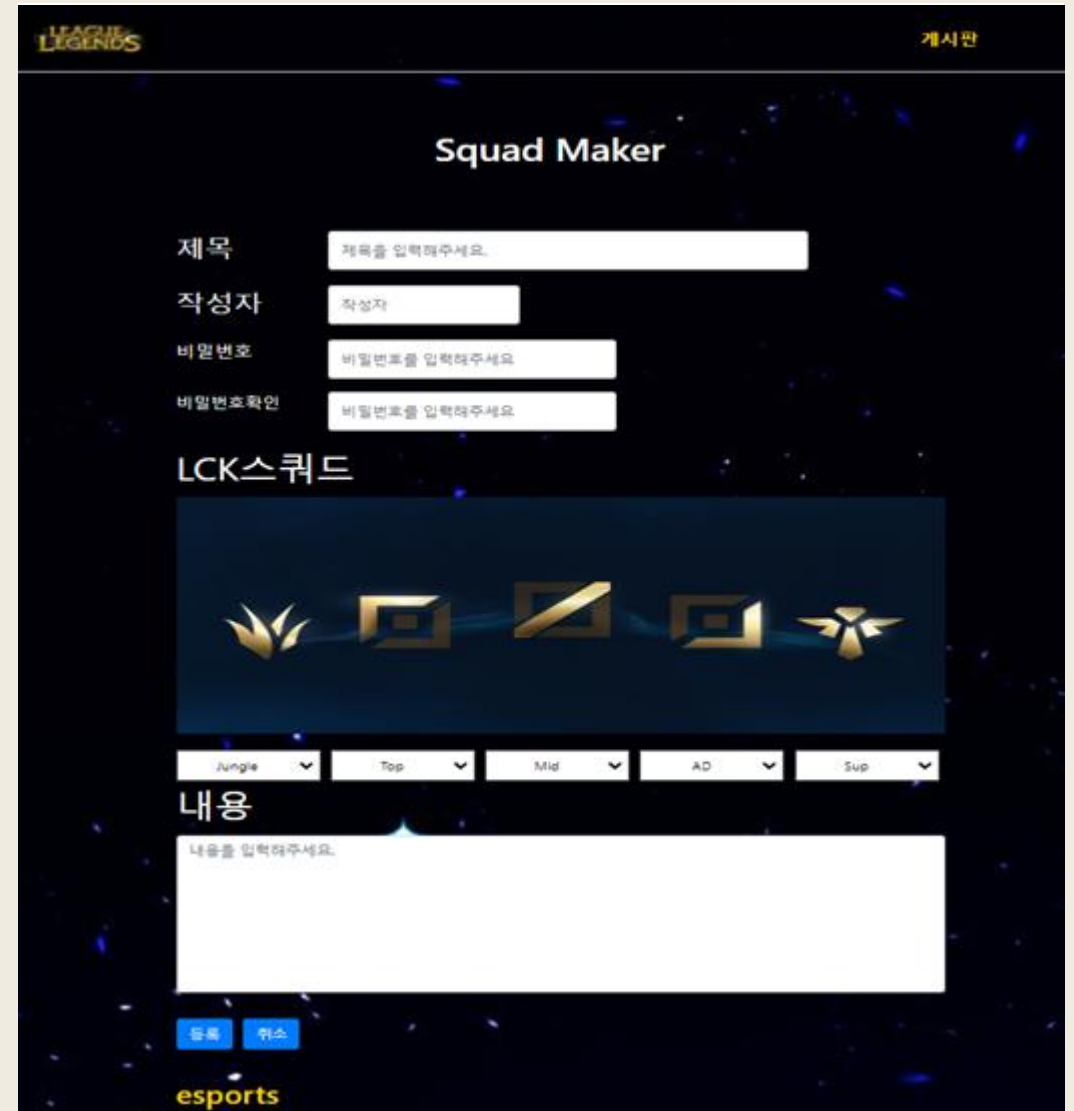 LEAGUE
LEGENDS
게시판
Squad Maker
제목
제목을 입력해주세요.
작성자
작성자
비밀번호
비밀번호를 입력해주세요
비밀번호확인
비밀번호를 입력해주세요
LCK스쿼드
Jungle
Top
Mid
AD
Sup
내용
내용를 입력해주세요.
등록
취소
esports